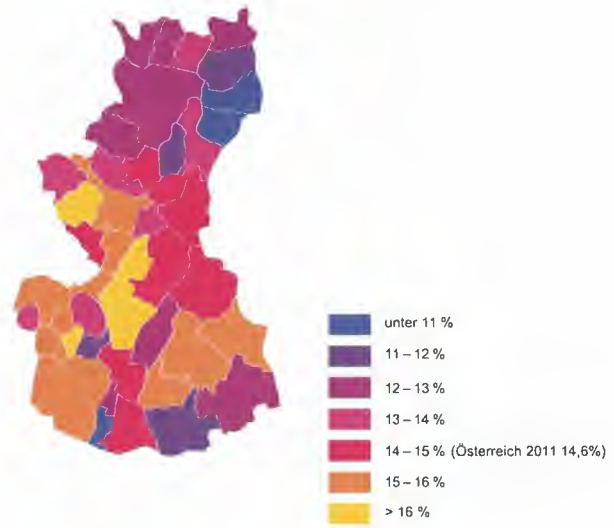 unter 11 %
11 – 12 %
12 – 13 %
13 – 14 %
14 – 15 % (Österreich 2011 14,6%)
15 – 16 %
> 16 %